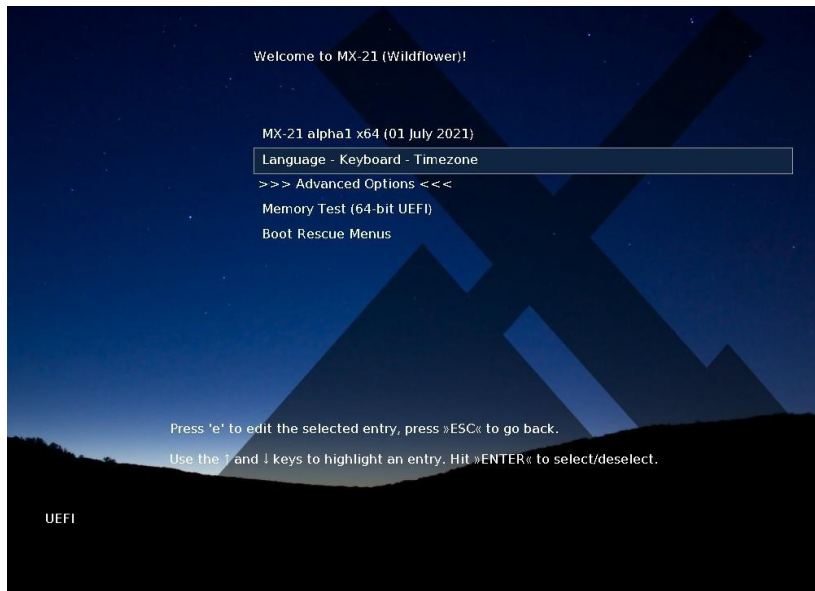 Welcome to MX-21 (Wildflower)!
MX-21 alpha1 x64 (01 July 2021)
Language - Keyboard - Timezone
>>> Advanced Options <<<
Memory Test (64-bit UEFI)
Boot Rescue Menus
Press 'e' to edit the selected entry, press »ESC« to go back.
Use the ↑ and ↓ keys to highlight an entry. Hit »ENTER« to select/deselect.
UEFI